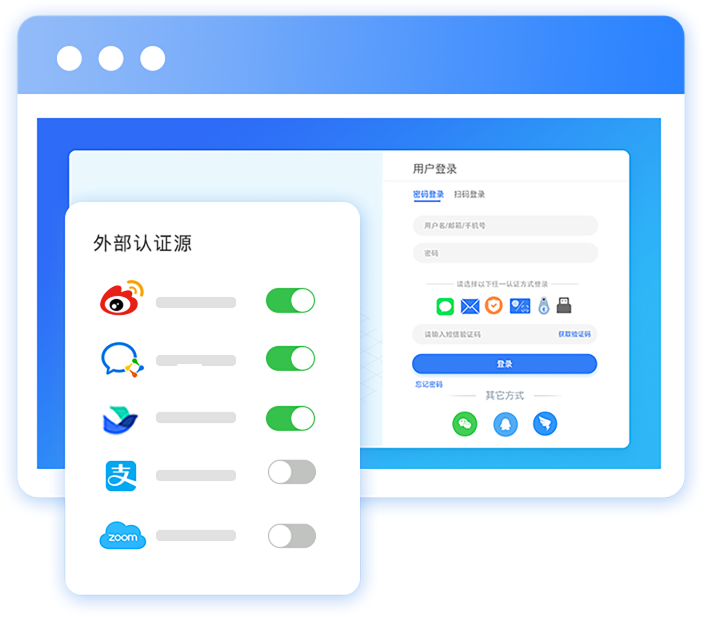 用户登录
密码登录 扫码登录
用户名/邮箱/手机号
密码
请选择以下任一认证方式登录
请输入短信验证码 获取验证码
登录
忘记密码
其它方式
外部认证源
支
zoom